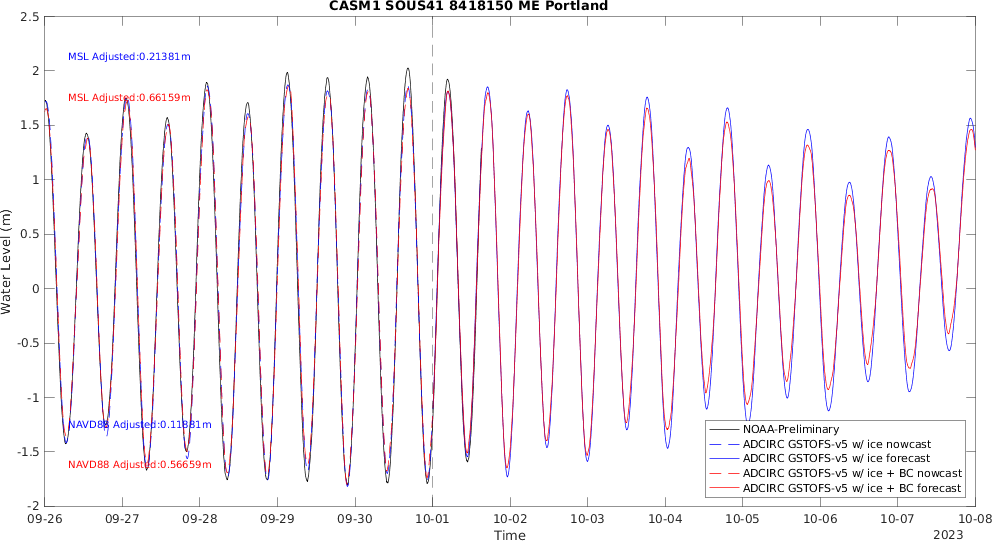 CASM1 SOUS41 8418150 ME Portland
2.5
2
1.5
1
0.5
0
-0.5
-1
-1.5
-2
Water Level (m)
MSL Adjusted:0.21381m
MSL Adjusted:0.66159m
NAVD88 Adjusted:0.11881m
NAVD88 Adjusted:0.56659m
NOAA-Preliminary
ADCIRC GSTOFS-v5 w/ ice nowcast
ADCIRC GSTOFS-v5 w/ ice forecast
ADCIRC GSTOFS-v5 w/ ice + BC nowcast
ADCIRC GSTOFS-v5 w/ ice + BC forecast
09-26 09-27 09-28 09-29 09-30 10-01 10-02 10-03 10-04 10-05 10-06 10-07 10-08
Time
2023